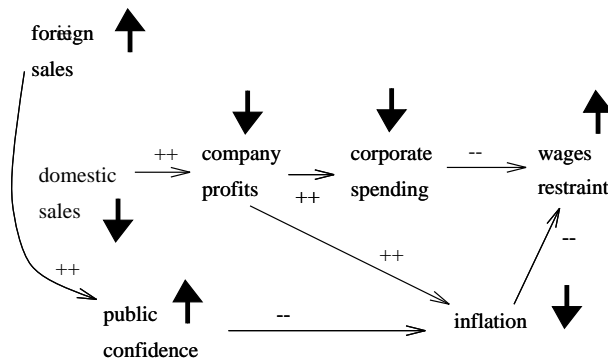 foreign
sales
++
company
profits
++
corporate
spending
--
wages
restraint
domestic
sales
++
--
++
public
confidence
--
inflation